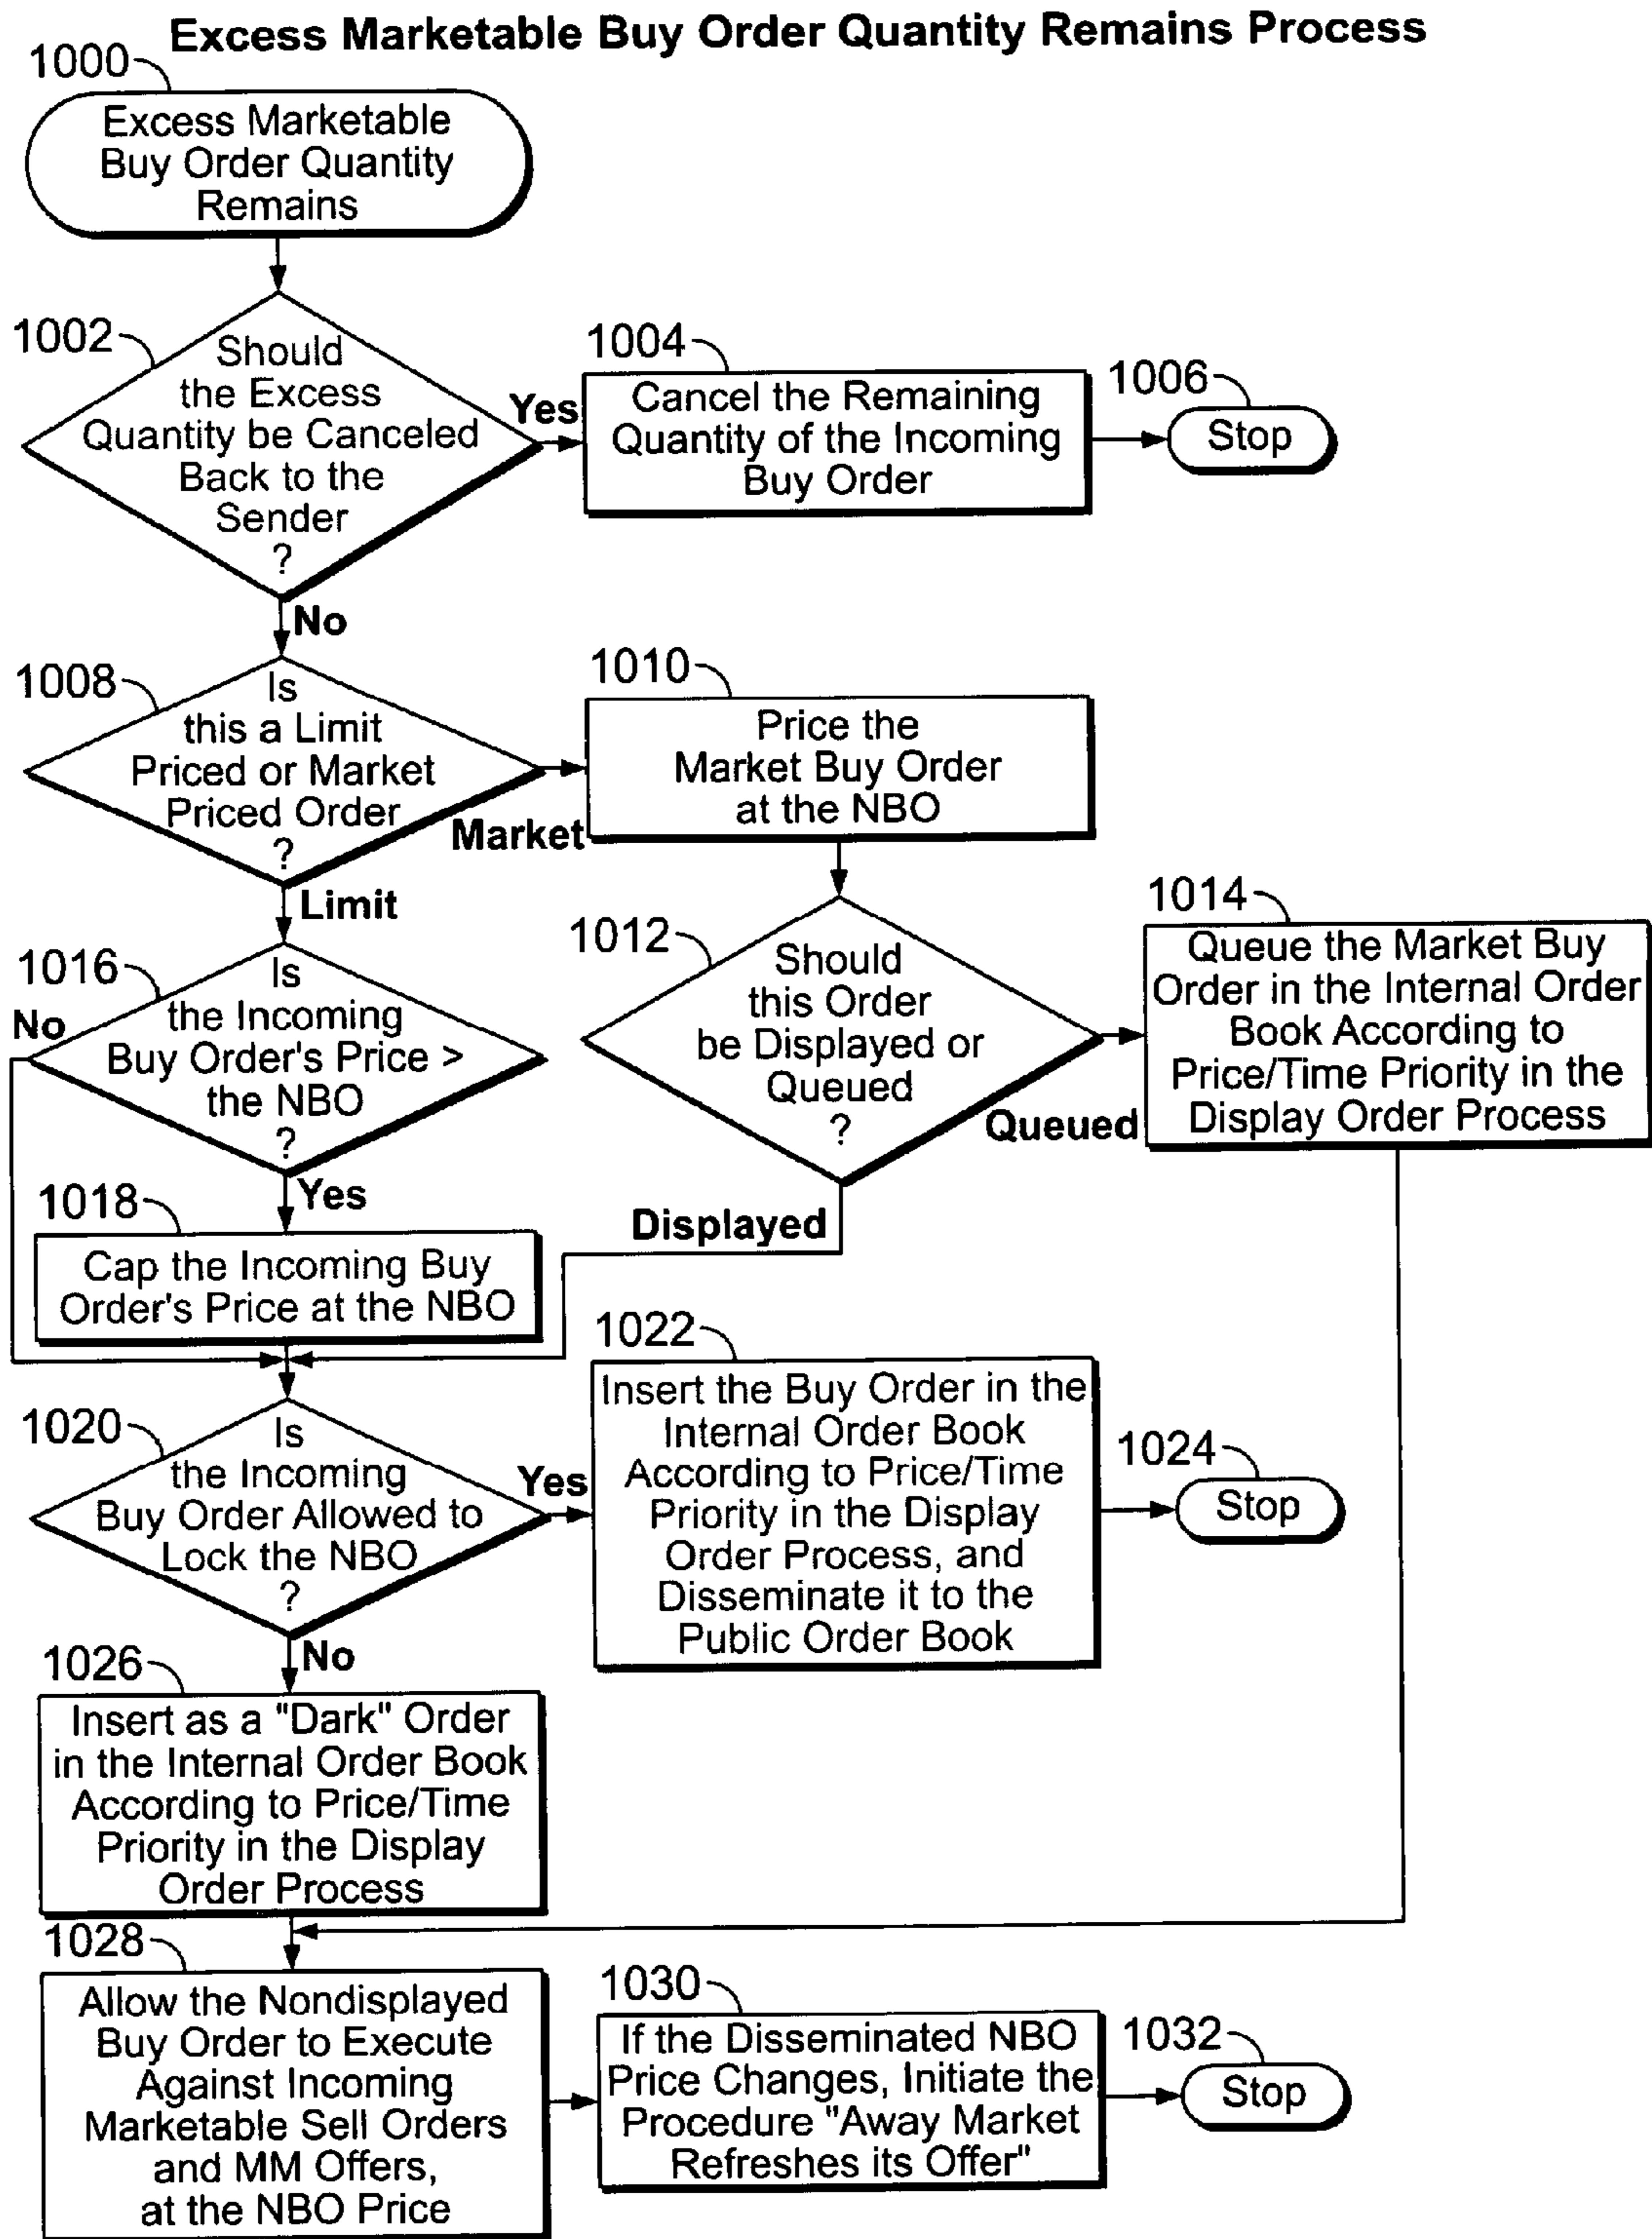 Excess Marketable Buy Order Quantity Remains Process
1000
Excess Marketable
Buy Order Quantity
Remains
1002
Should
the Excess
Quantity be Canceled
Back to the
Sender
?
Yes
1004
Cancel the Remaining
Quantity of the Incoming
Buy Order
1006
Stop
No
1008
Is
this a Limit
Priced or Market
Priced Order
?
Market
1010
Price the
Market Buy Order
at the NBO
Limit
1012
Should
this Order
be Displayed or
Queued
?
Queued
1014
Queue the Market Buy
Order in the Internal Order
Book According to
Price/Time Priority in the
Display Order Process
Displayed
1016
Is
the Incoming
Buy Order's Price >
the NBO
?
No
Yes
1018
Cap the Incoming Buy
Order's Price at the NBO
1020
Is
the Incoming
Buy Order Allowed to
Lock the NBO
?
Yes
1022
Insert the Buy Order in the
Internal Order Book
According to Price/Time
Priority in the Display
Order Process, and
Disseminate it to the
Public Order Book
1024
Stop
No
1026
Insert as a "Dark" Order
in the Internal Order Book
According to Price/Time
Priority in the Display
Order Process
1028
Allow the Nondisplayed
Buy Order to Execute
Against Incoming
Marketable Sell Orders
and MM Offers,
at the NBO Price
1030
If the Disseminated NBO
Price Changes, Initiate the
Procedure "Away Market
Refreshes its Offer"
1032
Stop